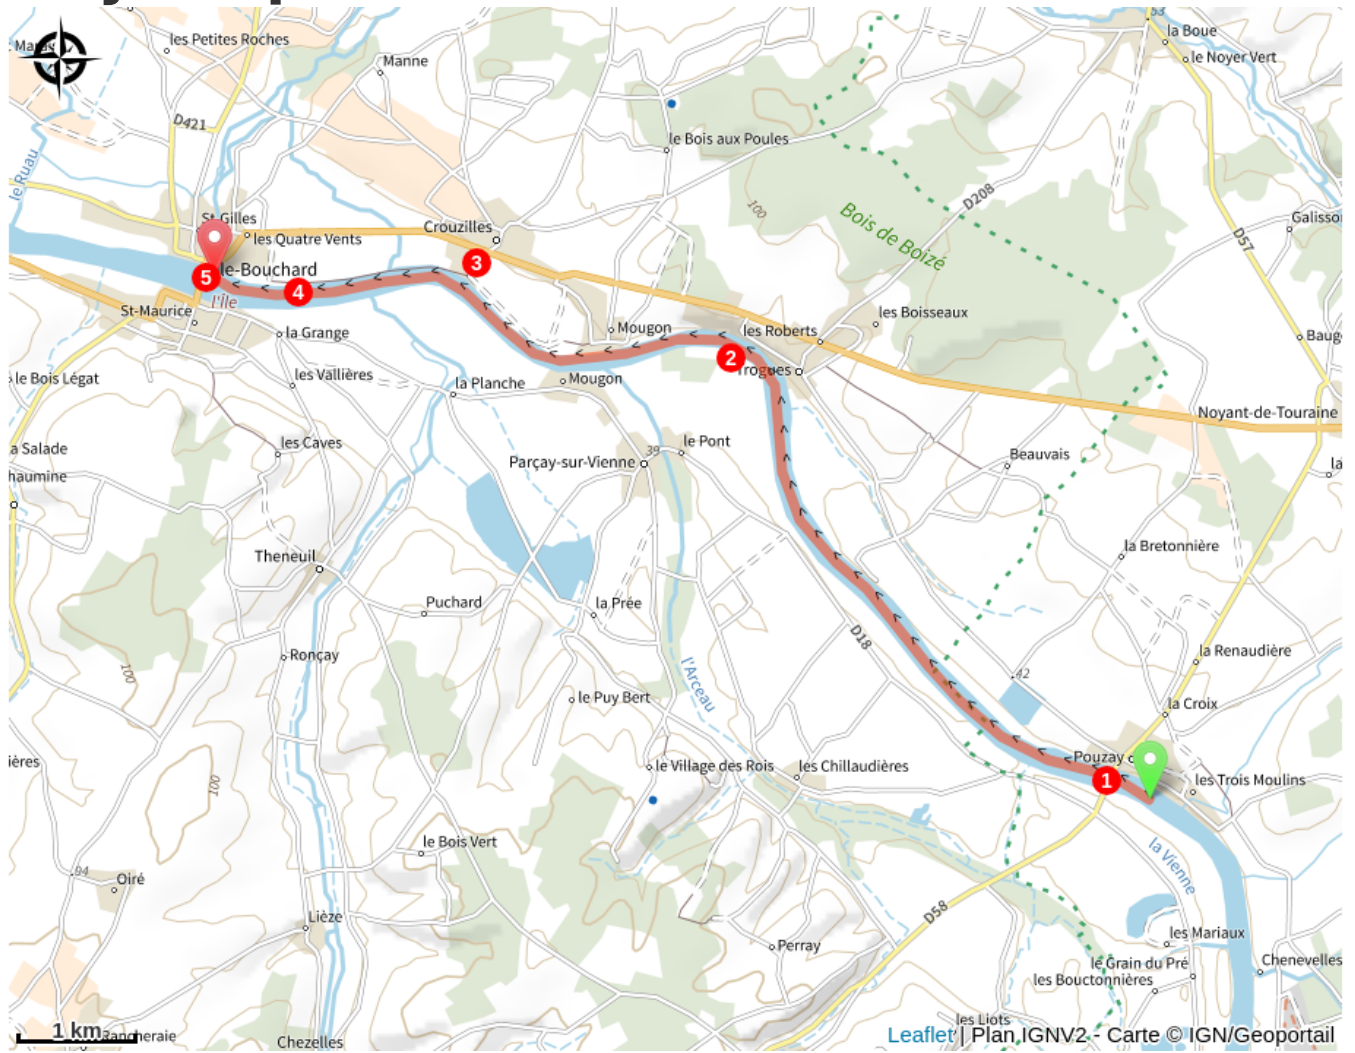 53
la Boue
les Petites Roches
le Noyer Vert
Manne
D421
le Bois aux Poules
le Ruau
D208
100
Bois de Boizé
St-Gilles
Crouzilles
les Quatre Vents
D57
3
5
le-Bouchard
4
l'Île
St-Maurice
la Grange
Mougon
les Roberts
les Boisseaux
2
Trogues
le Bois Légat
les Vallières
la Planche
Mougon
Noyant-de-Touraine
les Caves
39
le Pont
Parçay-sur-Vienne
Beauvais
Theneuil
la Bretonnière
Puchard
la Prée
D18
Ronçay
la Renaudière
100
l'Arceau
42
le Puy Bert
la Croix
Pouzay
100
le Village des Rois
les Chillaudières
1
les Trois Moulins
le Bois Vert
la Vienne
94
Oiré
D58
Lièze
Perray
les Mariaux
le Grain du Pré
Chenevelles
les Bouctonnières
les Liots
1 km
Chezelles
Leaflet | Plan IGNV2 - Carte © IGN/Geoportail